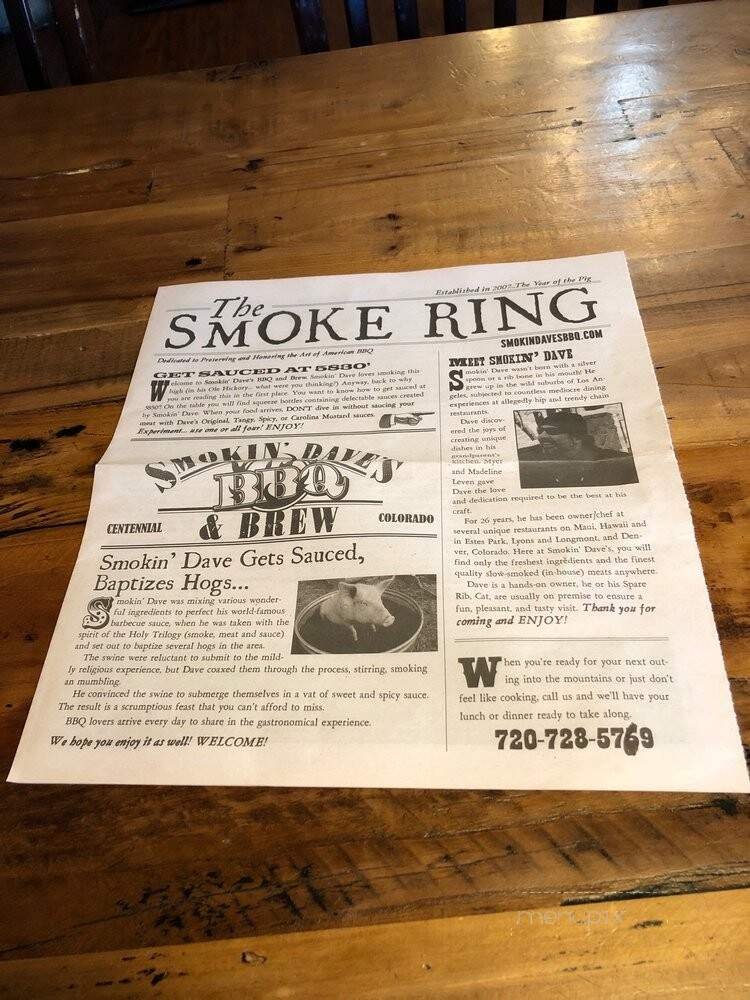 Established in 2007..The Year of the Pig
The
SMOKE RING
SMOKINDAVESBBQ.COM
Dedicated to Preserving and Honoring the Art of American BBQ
GET SAUCED AT 5830'
Welcome to Smokin' Dave's BBQ and Brew. Smokin' Dave loves smoking this
high (in his Ole Hickory... what were you thinking!) Anyway, back to why
you are reading this in the first place. You want to know how to get sauced at
5830? On the table you will find squeeze bottles containing delectable sauces created
by Smokin' Dave. When your food arrives, DON'T dive in without saucing your
meat with Dave's Original, Tangy, Spicy, or Carolina Mustard sauces.
Experiment... use one or all four! ENJOY!
SMOKIN' DAVE'S
BBQ
& BREW
CENTENNIAL
COLORADO
Smokin' Dave Gets Sauced,
Baptizes Hogs...
Smokin' Dave was mixing various wonder-
ful ingredients to perfect his world-famous
barbecue sauce, when he was taken with the
spirit of the Holy Trilogy (smoke, meat and sauce)
and set out to baptize several hogs in the area.
The swine were reluctant to submit to the mild-
ly religious experience, but Dave coaxed them through the process, stirring, smoking
an mumbling.
He convinced the swine to submerge themselves in a vat of sweet and spicy sauce.
The result is a scrumptious feast that you can't afford to miss.
BBQ lovers arrive every day to share in the gastronomical experience.
We hope you enjoy it as well! WELCOME!
MEET SMOKIN' DAVE
Smokin' Dave wasn't born with a silver
spoon or a rib bone in his mouth! He
grew up in the wild suburbs of Los An-
geles, subjected to countless mediocre dining
experiences at allegedly hip and trendy chain
restaurants.
Dave discov-
ered the joys of
creating unique
dishes in his
grandparent's
kitchen. Myer
and Madeline
Leven gave
Dave the love
and dedication required to be the best at his
craft.
For 26 years, he has been owner/chef at
several unique restaurants on Maui, Hawaii and
in Estes Park, Lyons and Longmont, and Den-
ver, Colorado. Here at Smokin' Dave's, you will
find only the freshest ingredients and the finest
quality slow-smoked (in-house) meats anywhere.
Dave is a hands-on owner, he or his Spare
Rib, Cat, are usually on premise to ensure a
fun, pleasant, and tasty visit. Thank you for
coming and ENJOY!
When you're ready for your next out-
ing into the mountains or just don't
feel like cooking, call us and we'll have your
lunch or dinner ready to take along.
720-728-5769
menupix